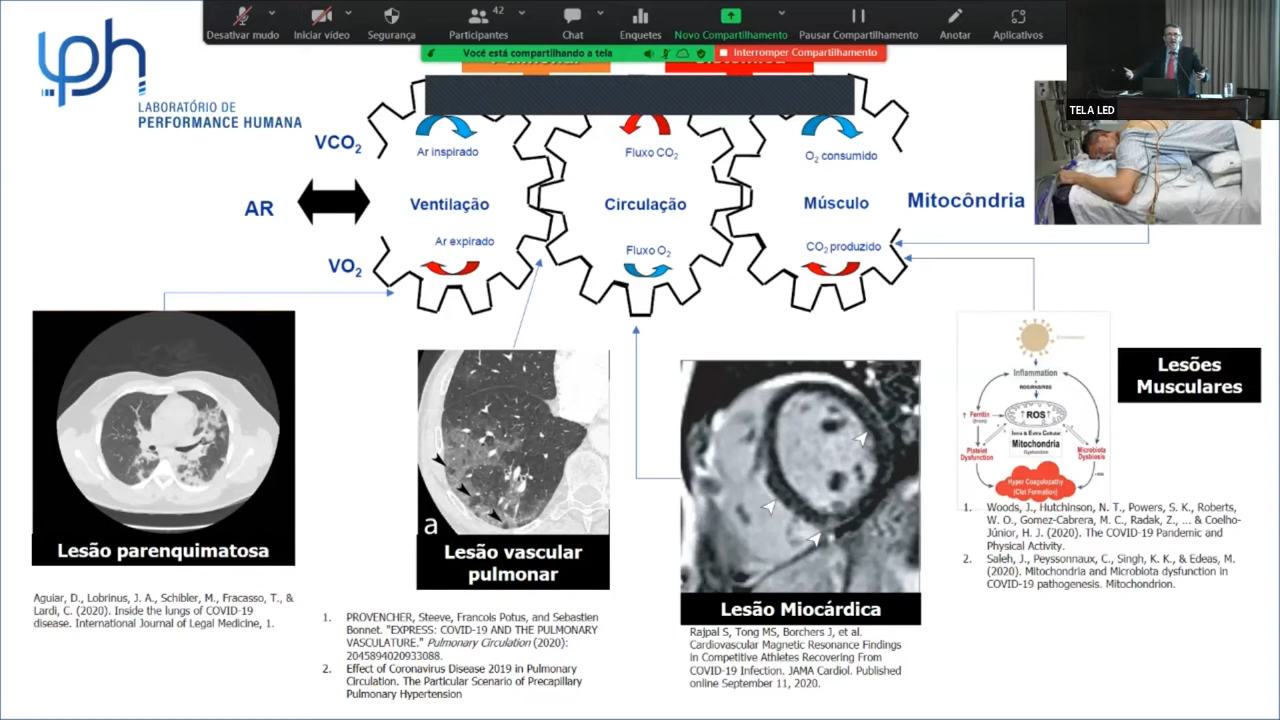 42
Desativar mudo
Iniciar vídeo
Segurança
Participantes
Chat
Enquetes
Novo Compartilhamento
Pausar Compartilhamento
Anotar
Aplicativos
Você está compartilhando a tela
Interromper Compartilhamento
TELA LED
lph
LABORATÓRIO DE
PERFORMANCE HUMANA
VCO2
AR
VO2
Ar inspirado
Ventilação
Ar expirado
Fluxo CO2
Circulação
Fluxo O2
O2 consumido
Músculo
CO2 produzido
Mitocôndria
Lesão parenquimatosa
Aguiar, D., Lobrinus, J. A., Schibler, M., Fracasso, T., &
Lardi, C. (2020). Inside the lungs of COVID-19
disease. International Journal of Legal Medicine, 1.
a
Lesão vascular
pulmonar
1. PROVENCHER, Steeve, Francois Potus, and Sebastien
Bonnet. "EXPRESS: COVID-19 AND THE PULMONARY
VASCULATURE." Pulmonary Circulation (2020):
2045894020933088.
2. Effect of Coronavirus Disease 2019 in Pulmonary
Circulation. The Particular Scenario of Precapillary
Pulmonary Hypertension
Lesão Miocárdica
Rajpal S, Tong MS, Borchers J, et al.
Cardiovascular Magnetic Resonance Findings
in Competitive Athletes Recovering From
COVID-19 Infection. JAMA Cardiol. Published
online September 11, 2020.
Inflammation
↑ Ferritin
↑ROS↑
Mitochondria
Platelet
Dysfunction
Microbiota
Dysbiosis
Hyper Coagulopathy
(Clot Formation)
Lesões
Musculares
1. Woods, J., Hutchinson, N. T., Powers, S. K., Roberts,
W. O., Gomez-Cabrera, M. C., Radak, Z., ... & Coelho-
Júnior, H. J. (2020). The COVID-19 Pandemic and
Physical Activity.
2. Saleh, J., Peyssonnaux, C., Singh, K. K., & Edeas, M.
(2020). Mitochondria and Microbiota dysfunction in
COVID-19 pathogenesis. Mitochondrion.